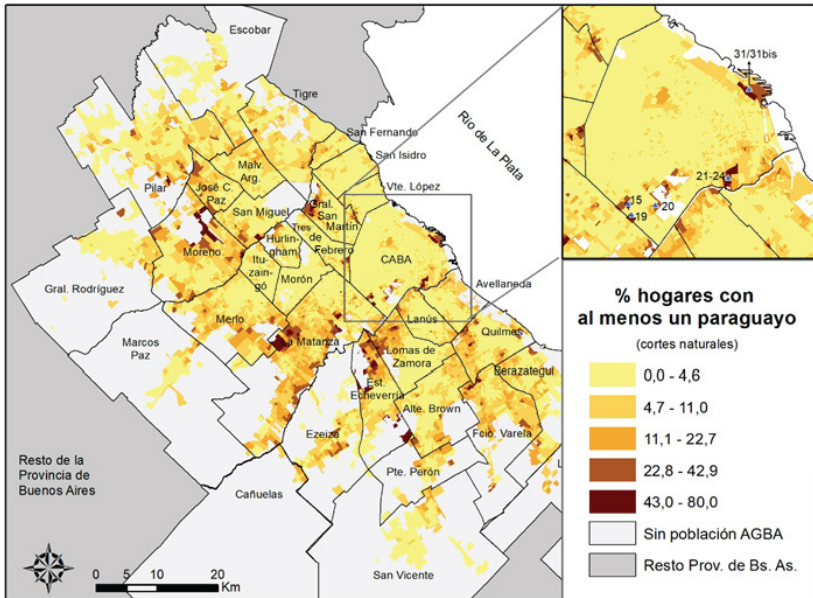 Escobar
Tigre
San Fernando
San Isidro
Río de La Plata
Vte. López
Malv.
Arg.
Pilar
José C.
Paz
San Miguel
Gral.
San
Martín
Tres
de
Febrero
Hurlin-
gham
Moreno
Itu-
zain-
gó
Morón
CABA
Avellaneda
Gral. Rodríguez
Merlo
Lanús
Quilmes
Marcos
Paz
a Matanza
Lomas de
Zamora
Berazategui
Est.
Echeverría
Alte. Brown
Ezeiza
Fcio. Varela
Pte. Perón
Resto de la
Provincia de
Buenos Aires
Cañuelas
San Vicente
L
0 5 10 20
Km
31/31bis
21-24
15
20
19
% hogares con
al menos un paraguayo
(cortes naturales)
0,0 - 4,6
4,7 - 11,0
11,1 - 22,7
22,8 - 42,9
43,0 - 80,0
Sin población AGBA
Resto Prov. de Bs. As.